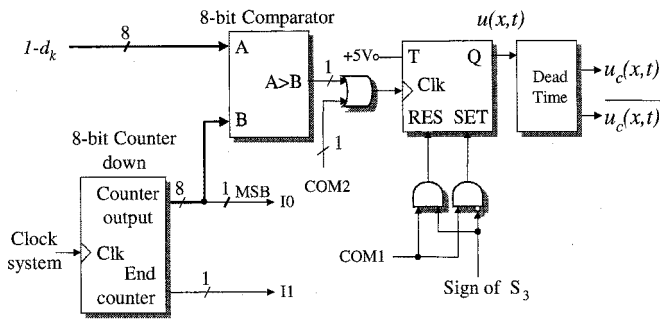 8-bit Comparator
u(x,t)
1-d_k
8
A
A>B
B
1
+5V
T
Q
Clk
RES SET
Dead
Time
u_c(x,t)
u_c(x,t)
8-bit Counter
down
1
COM2
Counter
output
8
1
MSB
I0
Clock
system
Clk
End
counter
1
I1
COM1
Sign of S_3